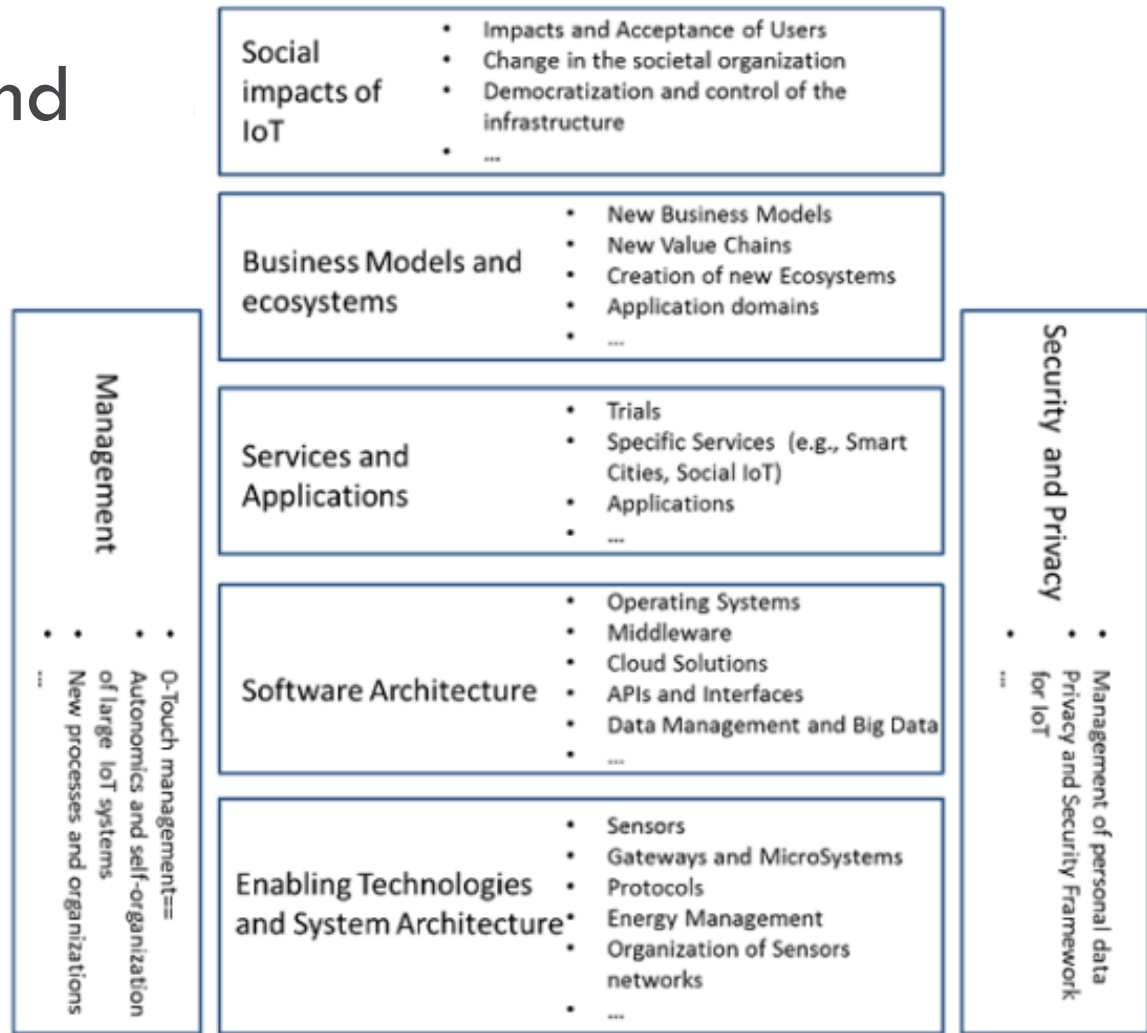 nd
Social
impacts of
IoT
• Impacts and Acceptance of Users
• Change in the societal organization
• Democratization and control of the
infrastructure
• ...
Business Models and
ecosystems
• New Business Models
• New Value Chains
• Creation of new Ecosystems
• Application domains
• ...
Management
• 0-Touch management==
• Autonomics and self-organization
of large IoT systems
• New processes and organizations
• ...
Services and
Applications
• Trials
• Specific Services (e.g., Smart
Cities, Social IoT)
• Applications
• ...
Software Architecture
• Operating Systems
• Middleware
• Cloud Solutions
• APIs and Interfaces
• Data Management and Big Data
• ...
Enabling Technologies
and System Architecture
• Sensors
• Gateways and MicroSystems
• Protocols
• Energy Management
• Organization of Sensors
networks
• ...
Security and Privacy
• Management of personal data
• Privacy and Security Framework
for IoT
• ...